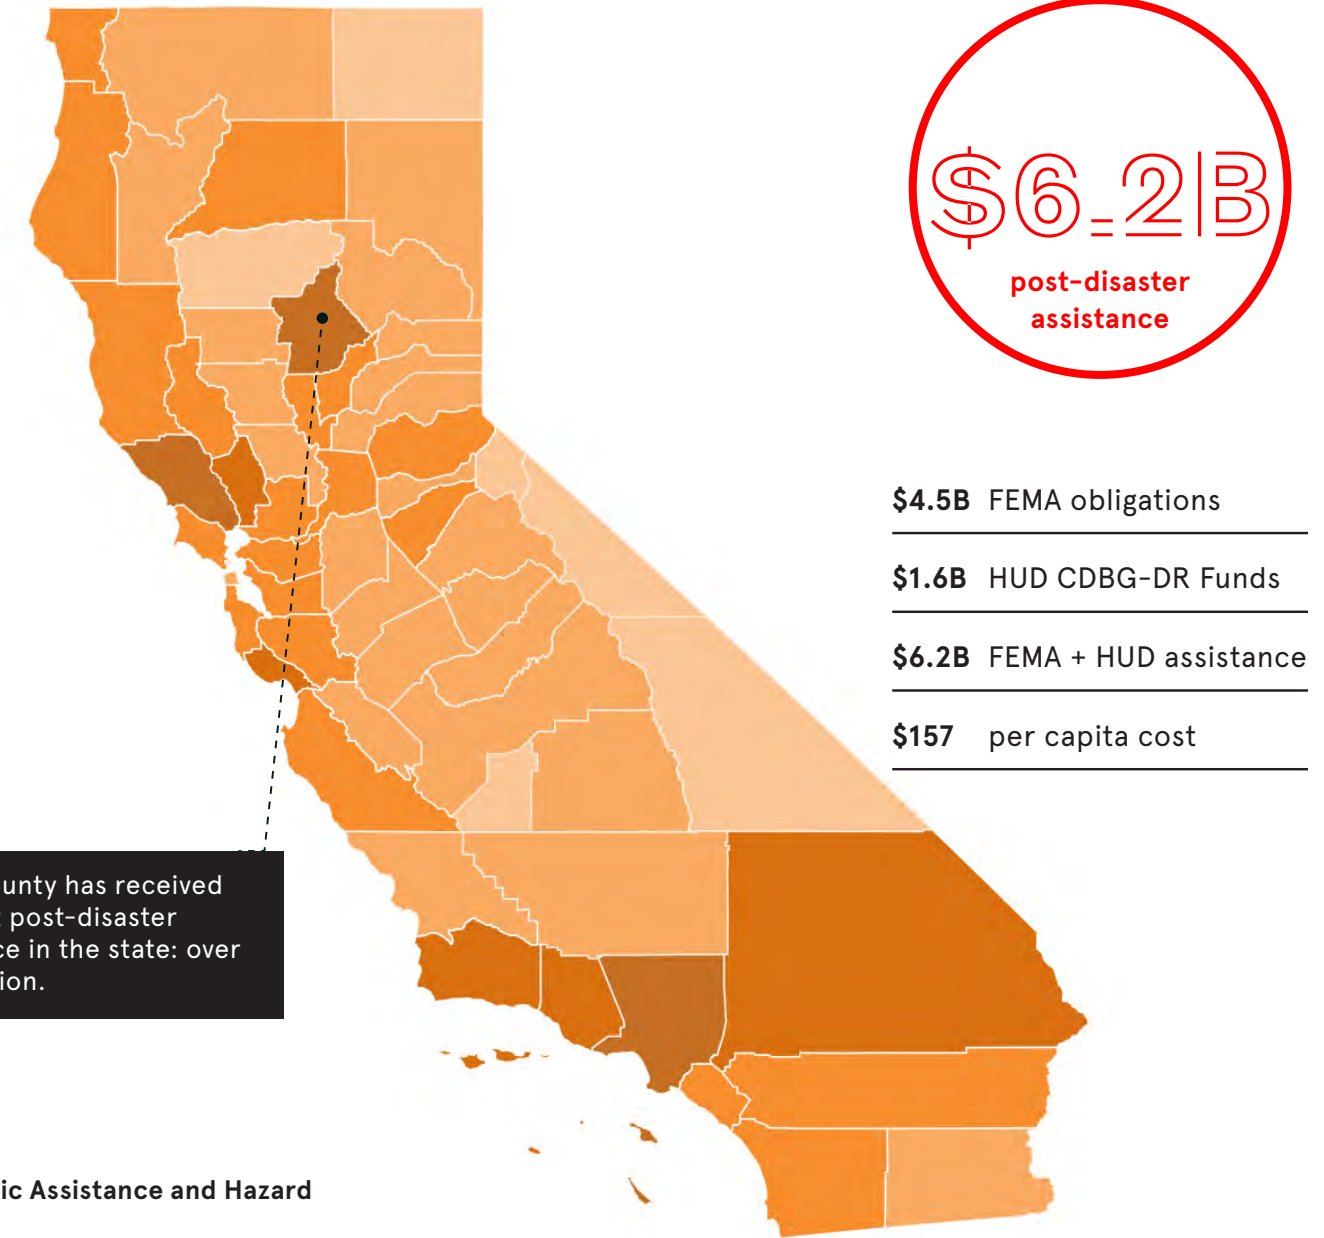 $6.2B
post-disaster
assistance
$4.5B FEMA obligations
$1.6B HUD CDBG-DR Funds
$6.2B FEMA + HUD assistance
$157 per capita cost
unty has received
post-disaster
ce in the state: over
ion.
ic Assistance and Hazard